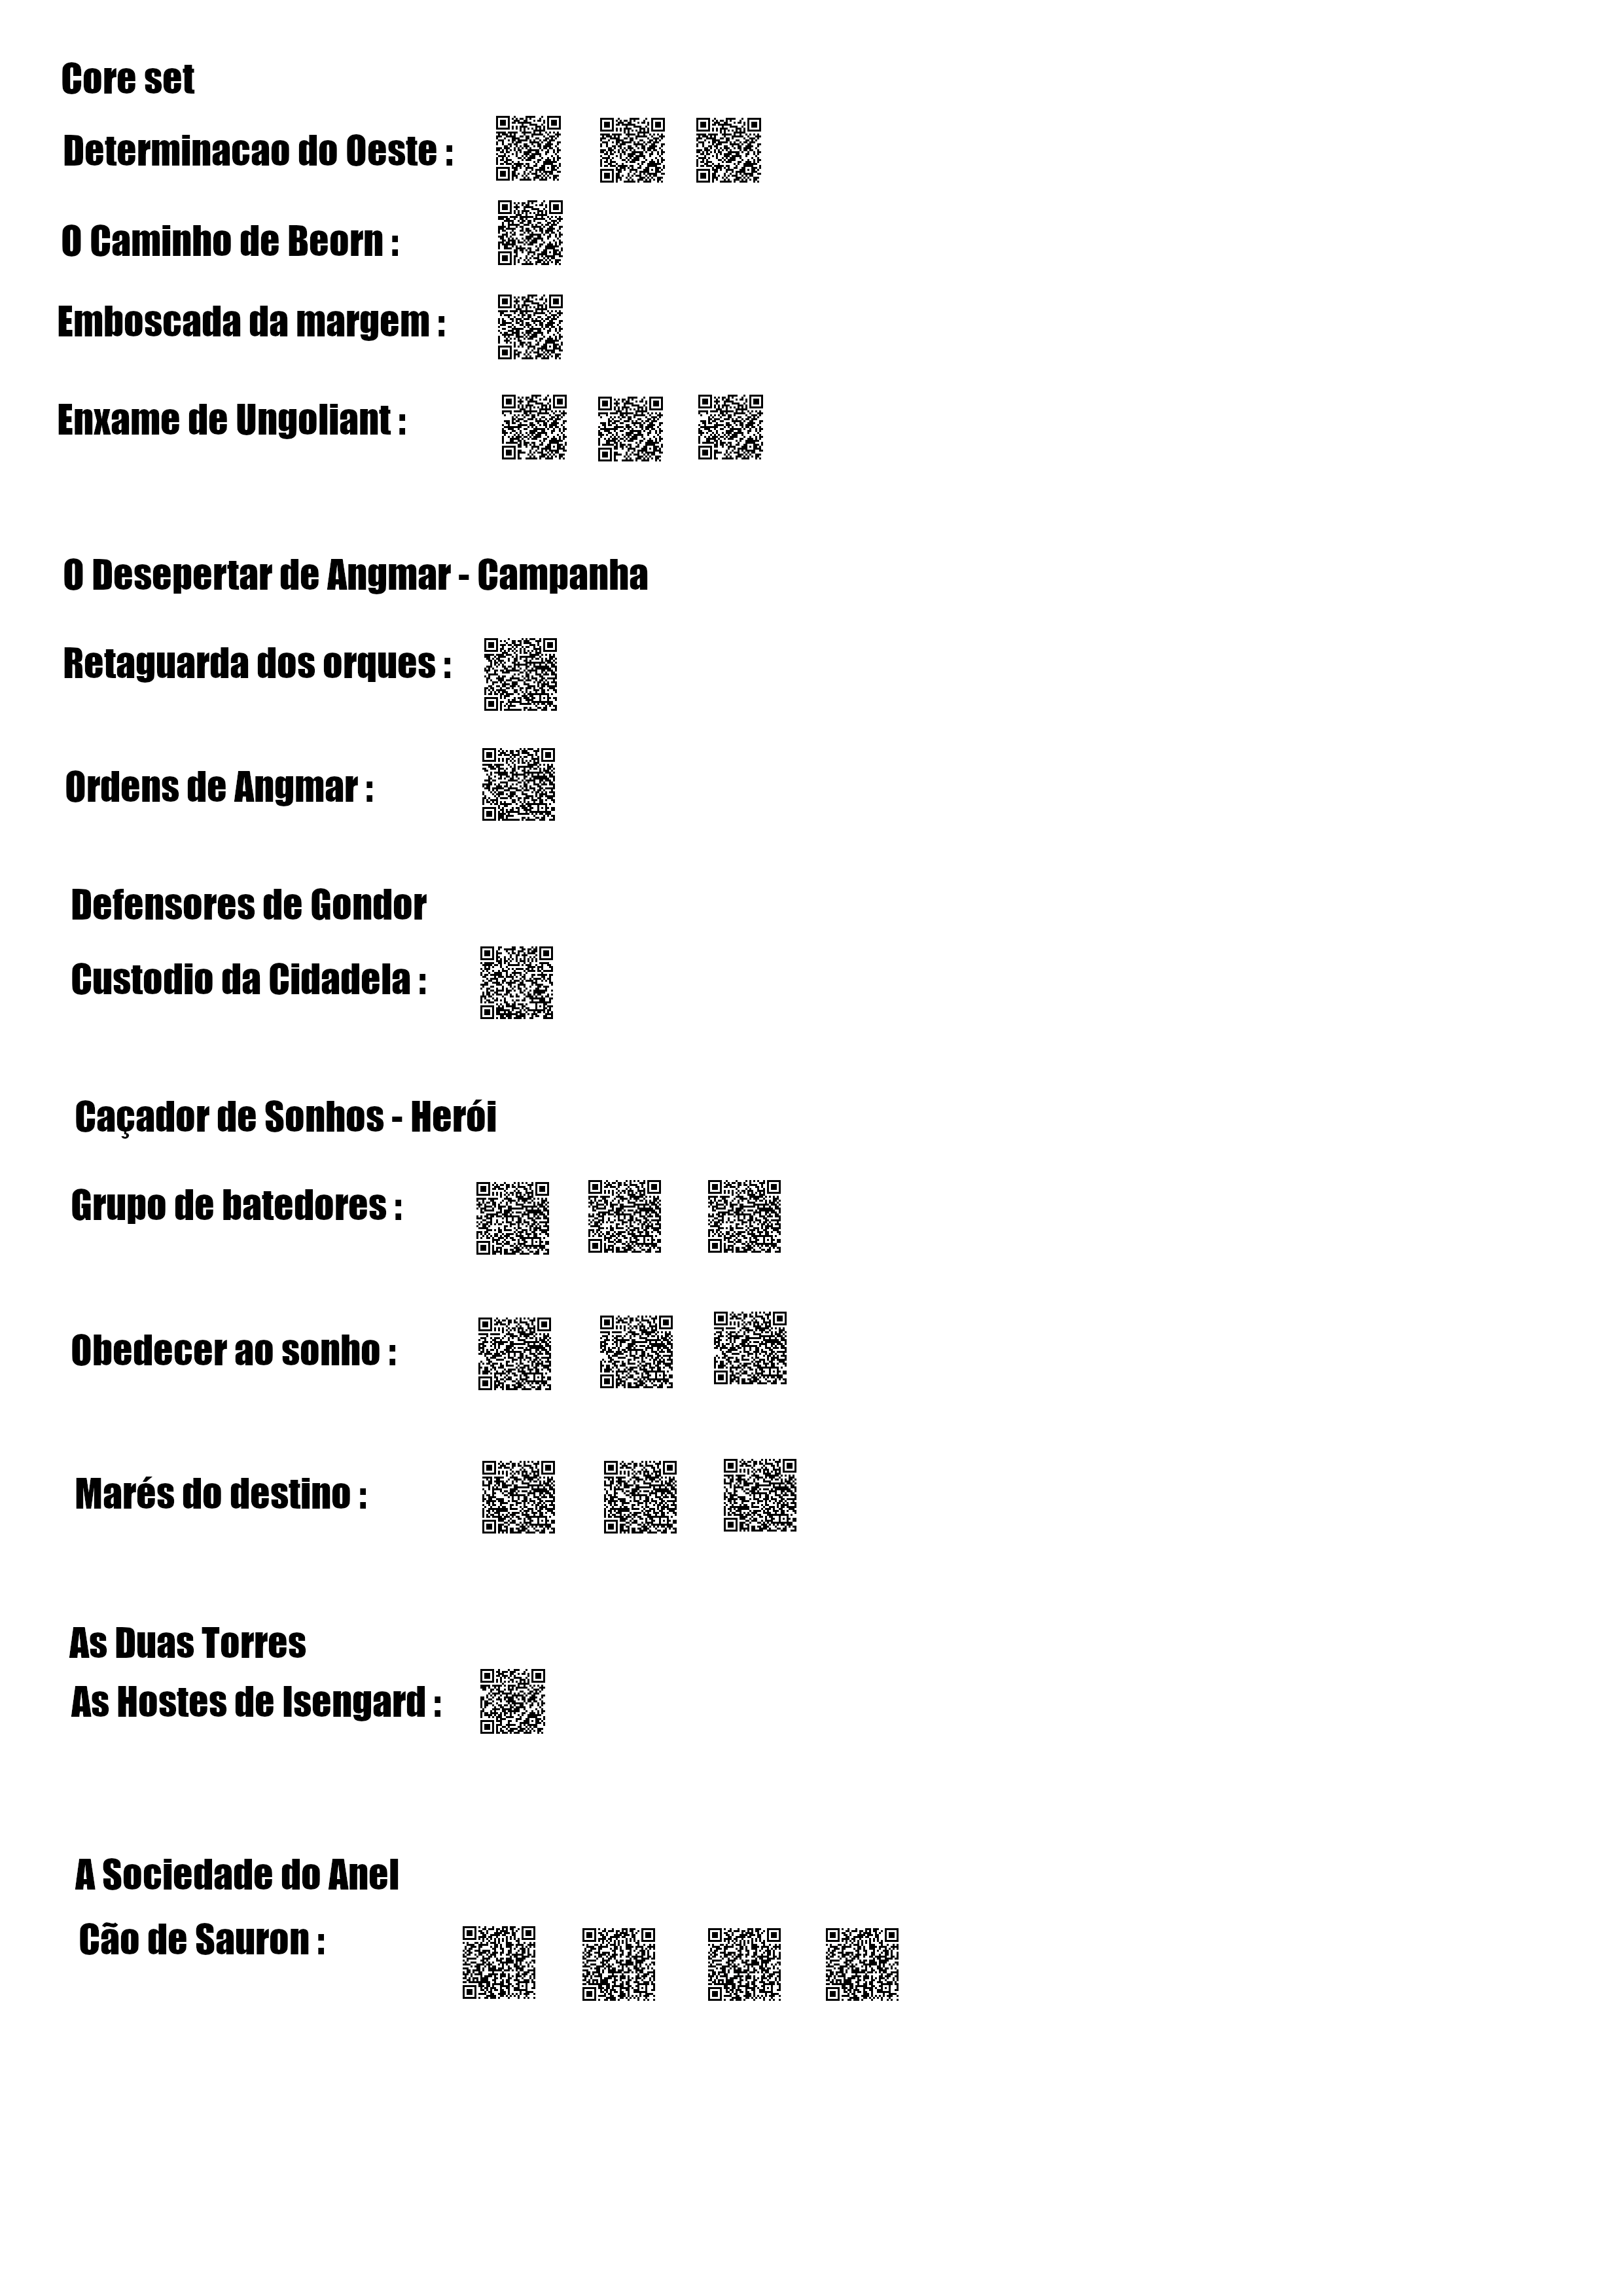 Core set
Determinacao do Oeste :
O Caminho de Beorn :
Emboscada da margem :
Enxame de Ungoliant :
O Desepertar de Angmar - Campanha
Retaguarda dos orques :
Ordens de Angmar :
Defensores de Gondor
Custodio da Cidadela :
Caçador de Sonhos - Herói
Grupo de batedores :
Obedecer ao sonho :
Marés do destino :
As Duas Torres
As Hostes de Isengard :
A Sociedade do Anel
Cão de Sauron :